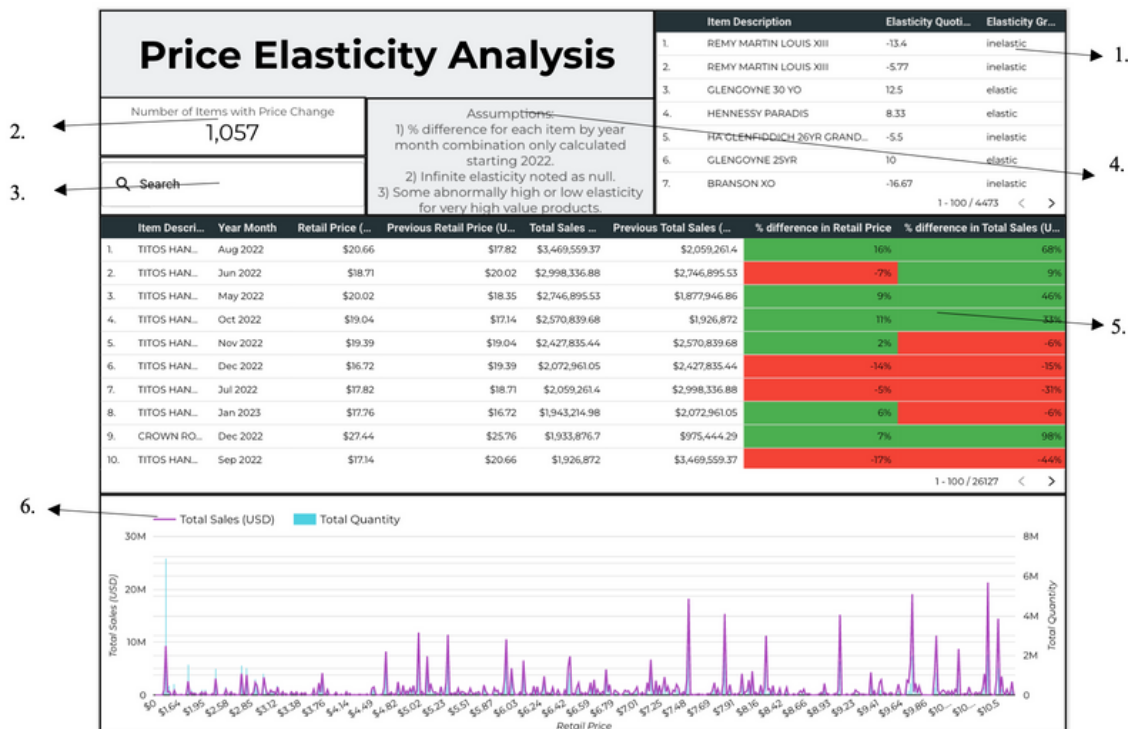 Price Elasticity Analysis
Item Description Elasticity Quoti... Elasticity Gr...
1. REMY MARTIN LOUIS XIII -13.4 inelastic
2. REMY MARTIN LOUIS XIII -5.77 inelastic
3. GLENGOYNE 30 YO 12.5 elastic
4. HENNESSY PARADIS 8.33 elastic
5. HA GLENFIDDICH 26YR GRAND... -5.5 inelastic
6. GLENGOYNE 25YR 10 elastic
7. BRANSON XO -16.67 inelastic
1 - 100 / 4473 < >
1.
2.
Number of Items with Price Change
1,057
3.
Search
Assumptions:
1) % difference for each item by year
month combination only calculated
starting 2022.
2) Infinite elasticity noted as null.
3) Some abnormally high or low elasticity
for very high value products.
4.
Item Descri... Year Month Retail Price (... Previous Retail Price (U... Total Sales ... Previous Total Sales (... % difference in Retail Price % difference in Total Sales (U...
1. TITOS HAN... Aug 2022 $20.66 $17.82 $3,469,559.37 $2,059,261.4 16% 68%
2. TITOS HAN... Jun 2022 $18.71 $20.02 $2,998,336.88 $2,746,895.53 -7% 9%
3. TITOS HAN... May 2022 $20.02 $18.35 $2,746,895.53 $1,877,946.86 9% 46%
4. TITOS HAN... Oct 2022 $19.04 $17.14 $2,570,839.68 $1,926,872 11% 33%
5. TITOS HAN... Nov 2022 $19.39 $19.04 $2,427,835.44 $2,570,839.68 2% -6%
6. TITOS HAN... Dec 2022 $16.72 $19.39 $2,072,961.05 $2,427,835.44 -14% -15%
7. TITOS HAN... Jul 2022 $17.82 $18.71 $2,059,261.4 $2,998,336.88 -5% -31%
8. TITOS HAN... Jan 2023 $17.76 $16.72 $1,943,214.98 $2,072,961.05 6% -6%
9. CROWN RO... Dec 2022 $27.44 $25.76 $1,933,876.7 $975,444.29 7% 98%
10. TITOS HAN... Sep 2022 $17.14 $20.66 $1,926,872 $3,469,559.37 -17% -44%
1 - 100 / 26127 < >
5.
6.
Total Sales (USD) Total Quantity
30M 8M
6M
20M
4M
10M
2M
0 0
Total Sales (USD)
Total Quantity
$0 $1.64 $1.95 $2.58 $2.85 $3.12 $3.38 $3.76 $4.14 $4.49 $4.82 $5.02 $5.23 $5.51 $5.87 $6.03 $6.24 $6.42 $6.59 $6.79 $7.01 $7.25 $7.48 $7.69 $7.91 $8.16 $8.42 $8.66 $8.93 $9.23 $9.41 $9.64 $9.86 $10.... $10.... $10.5
Retail Price